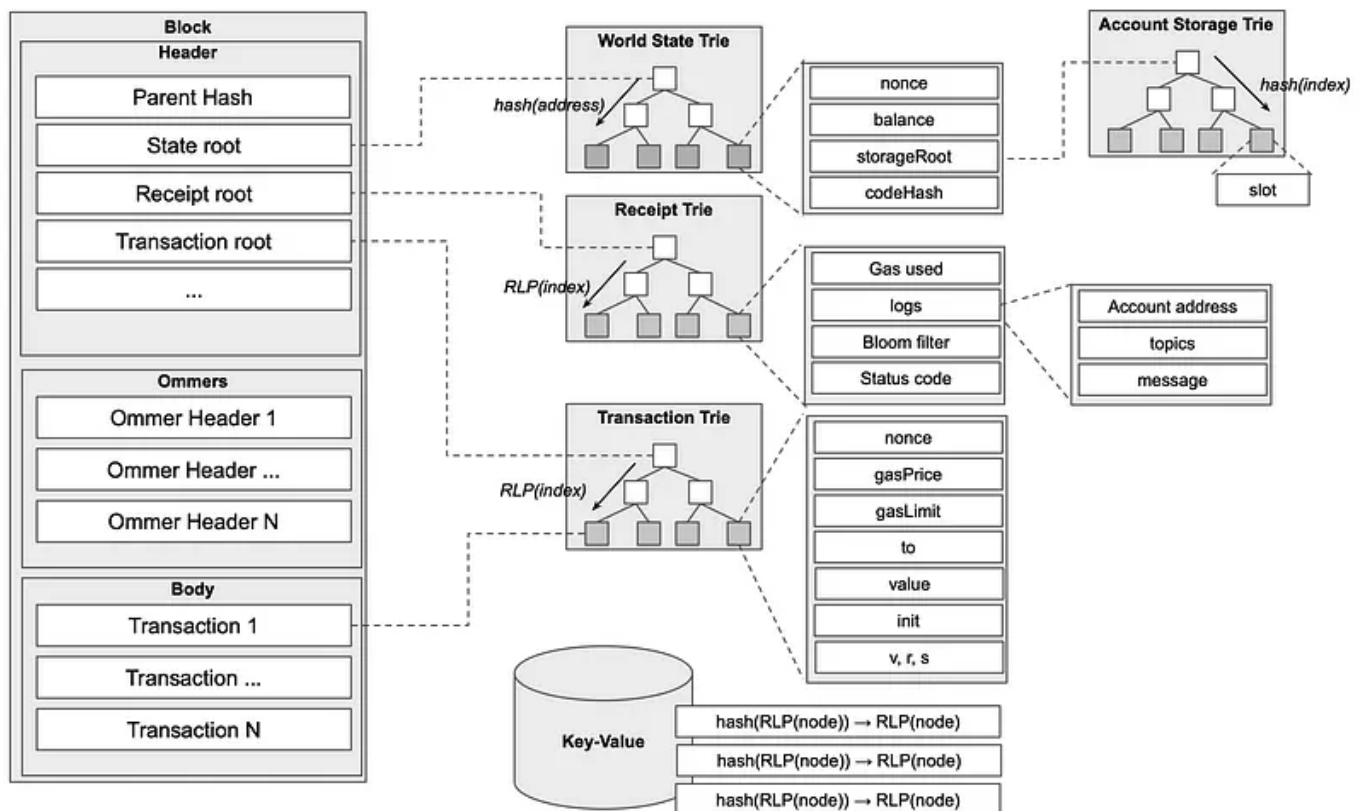 Block
Header
Parent Hash
State root
Receipt root
Transaction root
...
Ommers
Ommer Header 1
Ommer Header ...
Ommer Header N
Body
Transaction 1
Transaction ...
Transaction N
World State Trie
hash(address)
nonce
balance
storageRoot
codeHash
Account Storage Trie
hash(index)
slot
Receipt Trie
RLP(index)
Gas used
logs
Bloom filter
Status code
Account address
topics
message
Transaction Trie
RLP(index)
nonce
gasPrice
gasLimit
to
value
init
v, r, s
Key-Value
hash(RLP(node)) → RLP(node)
hash(RLP(node)) → RLP(node)
hash(RLP(node)) → RLP(node)